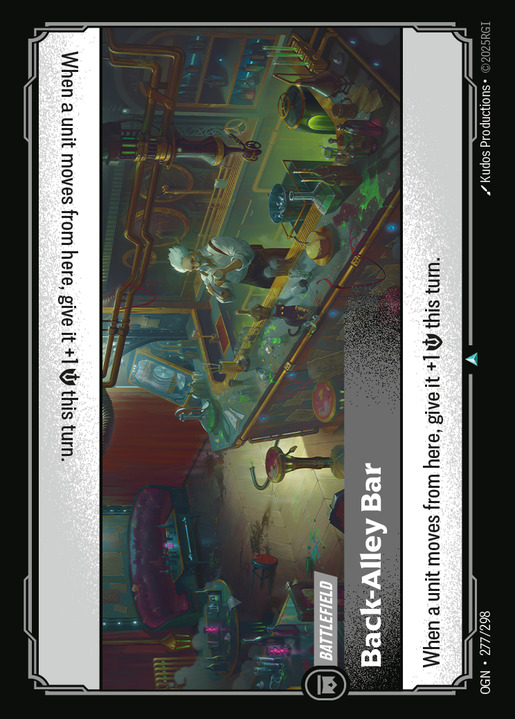 When a unit moves from here, give it +1 this turn.
BATTLEFIELD
Back-Alley Bar
When a unit moves from here, give it +1 this turn.
OGN • 277/298
Kudos Productions • ©2025RGI